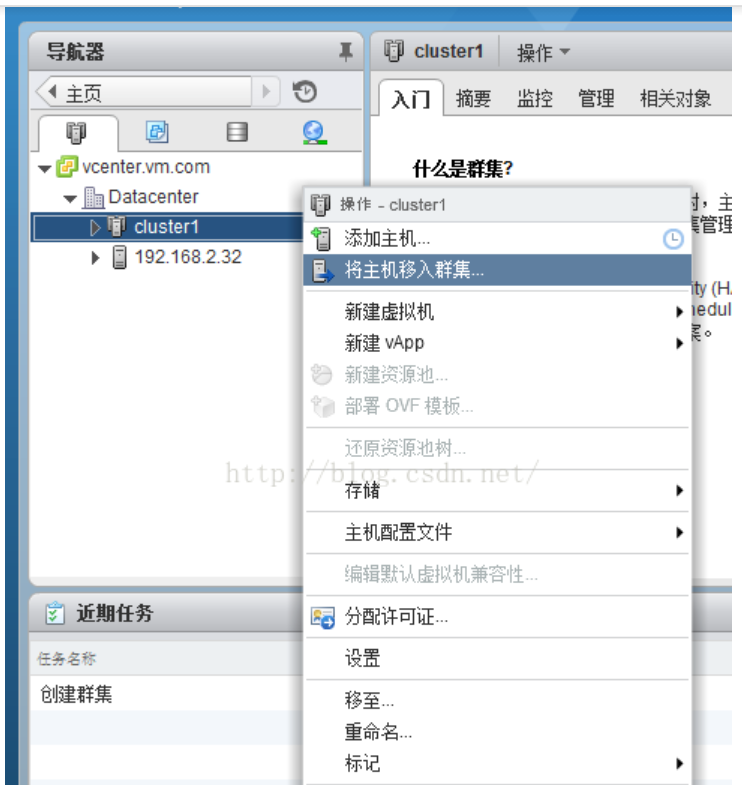 导航器
cluster1 操作
主页
入门 摘要 监控 管理 相关对象
vcenter.vm.com
什么是群集?
Datacenter
cluster1
192.168.2.32
操作 - cluster1
时，主
添加主机...
集管理
将主机移入群集...
ity (HA
新建虚拟机
hedul
新建 vApp
案。
新建资源池...
部署 OVF 模板...
还原资源池树...
http://blog.csdn.net/
存储
主机配置文件
编辑默认虚拟机兼容性...
近期任务
分配许可证...
任务名称
设置
创建群集
移至...
重命名...
标记